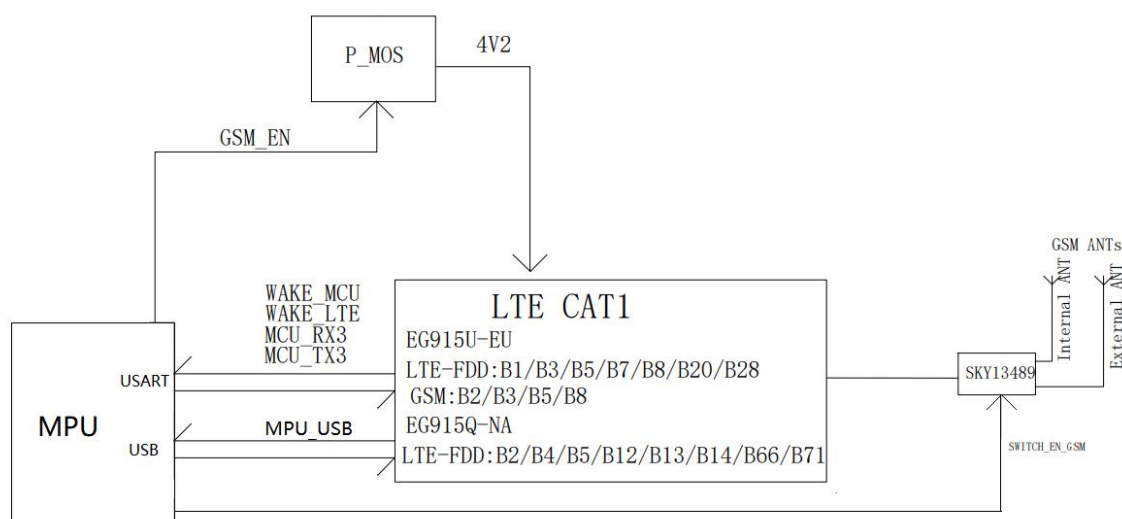 P_MOS
4V2
GSM_EN
GSM ANTs
Internal ANT
External ANT
WAKE_MCU
WAKE_LTE
MCU_RX3
MCU_TX3
LTE CAT1
EG915U-EU
LTE-FDD:B1/B3/B5/B7/B8/B20/B28
GSM:B2/B3/B5/B8
EG915Q-NA
LTE-FDD:B2/B4/B5/B12/B13/B14/B66/B71
SKY13489
USART
MPU
MPU_USB
USB
SWITCH_EN_GSM